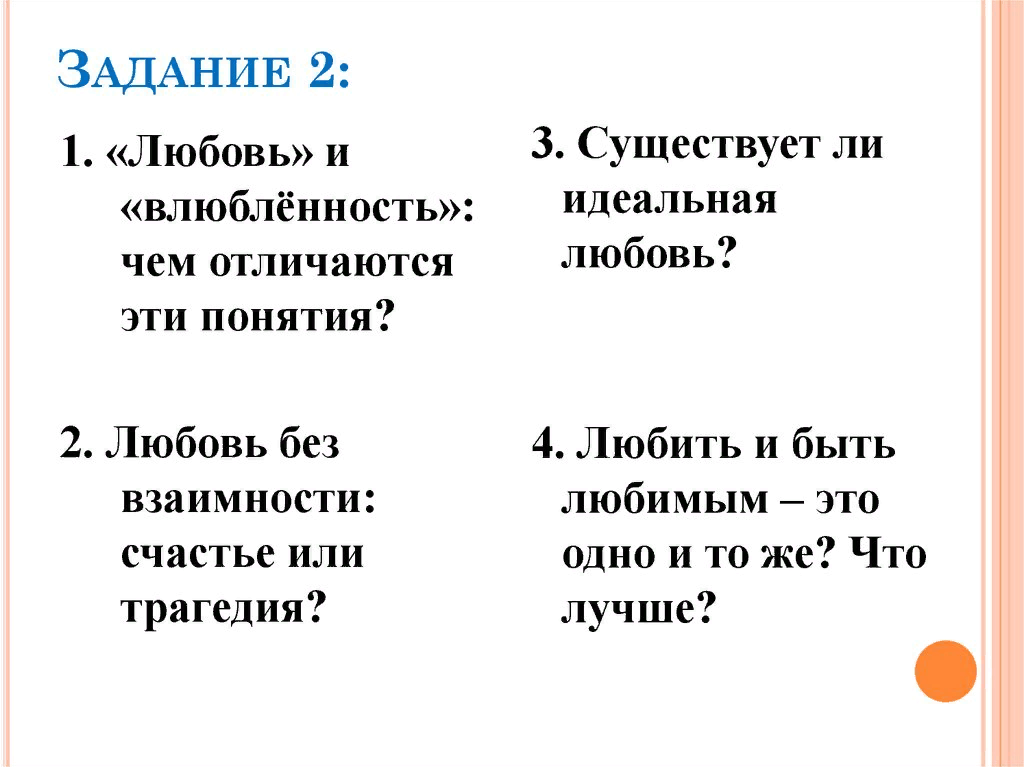 ЗАДАНИЕ 2:
1. «Любовь» и
«влюблённость»:
чем отличаются
эти понятия?
2. Любовь без
взаимности:
счастье или
трагедия?
3. Существует ли
идеальная
любовь?
4. Любить и быть
любимым – это
одно и то же? Что
лучше?